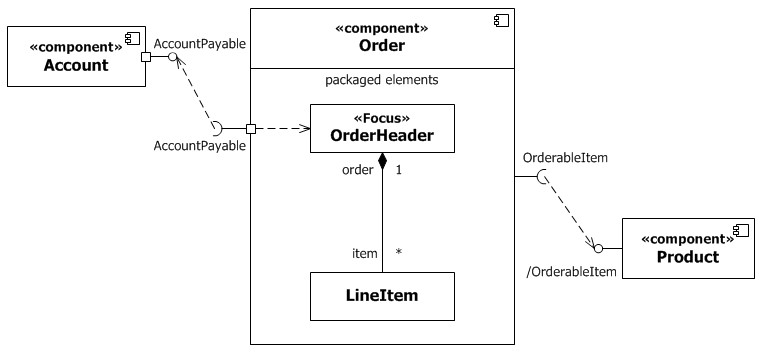 «component»
Account
AccountPayable
AccountPayable
«component»
Order
packaged elements
«Focus»
OrderHeader
order 1
item *
LineItem
OrderableItem
«component»
Product
/OrderableItem